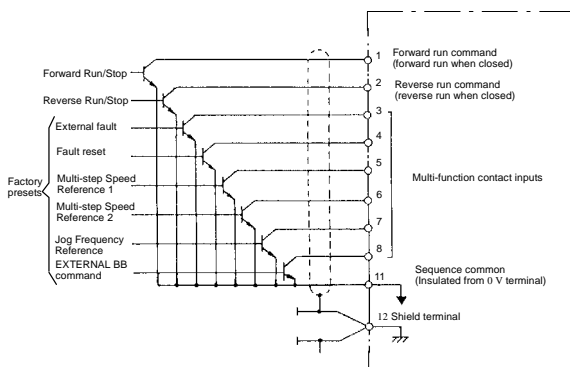 1
Forward run command
(forward run when closed)
Forward Run/Stop
2
Reverse run command
(reverse run when closed)
Reverse Run/Stop
3
External fault
4
Fault reset
5
Factory
presets
Multi-step Speed
Reference 1
Multi-function contact inputs
6
Multi-step Speed
Reference 2
7
Jog Frequency
Reference
8
EXTERNAL BB
command
11
Sequence common
(Insulated from 0 V terminal)
12 Shield terminal